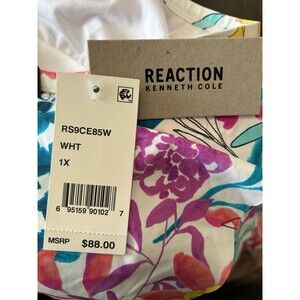 REACTION
KENNETH COLE
RS9CE85W
WHT
1X
6 95159 90102 7
MSRP $88.00